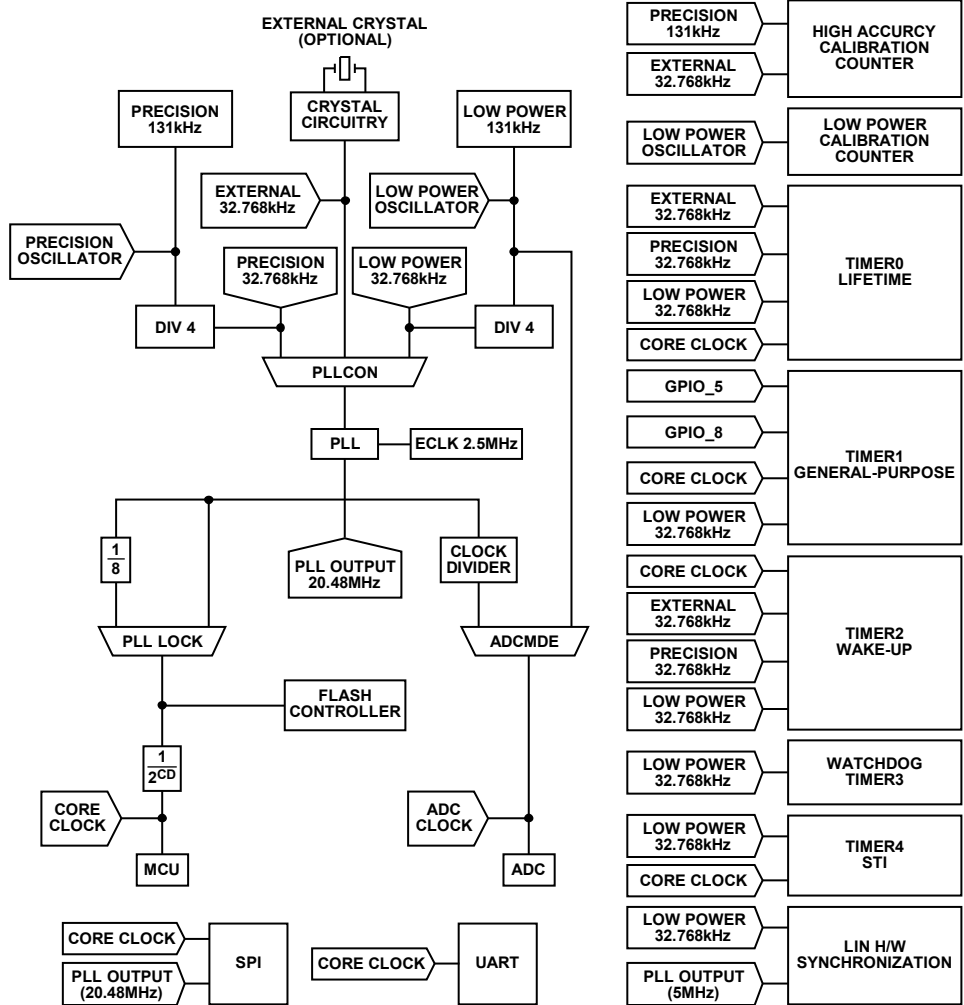 EXTERNAL CRYSTAL
(OPTIONAL)
PRECISION
131kHz
CRYSTAL
CIRCUITRY
LOW POWER
131kHz
EXTERNAL
32.768kHz
LOW POWER
OSCILLATOR
PRECISION
OSCILLATOR
PRECISION
32.768kHz
LOW POWER
32.768kHz
DIV 4
DIV 4
PLLCON
PLL
ECLK 2.5MHz
1
8
PLL OUTPUT
20.48MHz
CLOCK
DIVIDER
PLL LOCK
ADCMDE
FLASH
CONTROLLER
1
2CD
CORE
CLOCK
ADC
CLOCK
MCU
ADC
CORE CLOCK
PLL OUTPUT
(20.48MHz)
SPI
CORE CLOCK
UART
PRECISION
131kHz
EXTERNAL
32.768kHz
HIGH ACCURCY
CALIBRATION
COUNTER
LOW POWER
OSCILLATOR
LOW POWER
CALIBRATION
COUNTER
EXTERNAL
32.768kHz
PRECISION
32.768kHz
LOW POWER
32.768kHz
CORE CLOCK
TIMER0
LIFETIME
GPIO_5
GPIO_8
CORE CLOCK
LOW POWER
32.768kHz
TIMER1
GENERAL-PURPOSE
CORE CLOCK
EXTERNAL
32.768kHz
PRECISION
32.768kHz
LOW POWER
32.768kHz
TIMER2
WAKE-UP
LOW POWER
32.768kHz
WATCHDOG
TIMER3
LOW POWER
32.768kHz
CORE CLOCK
TIMER4
STI
LOW POWER
32.768kHz
PLL OUTPUT
(5MHz)
LIN H/W
SYNCHRONIZATION